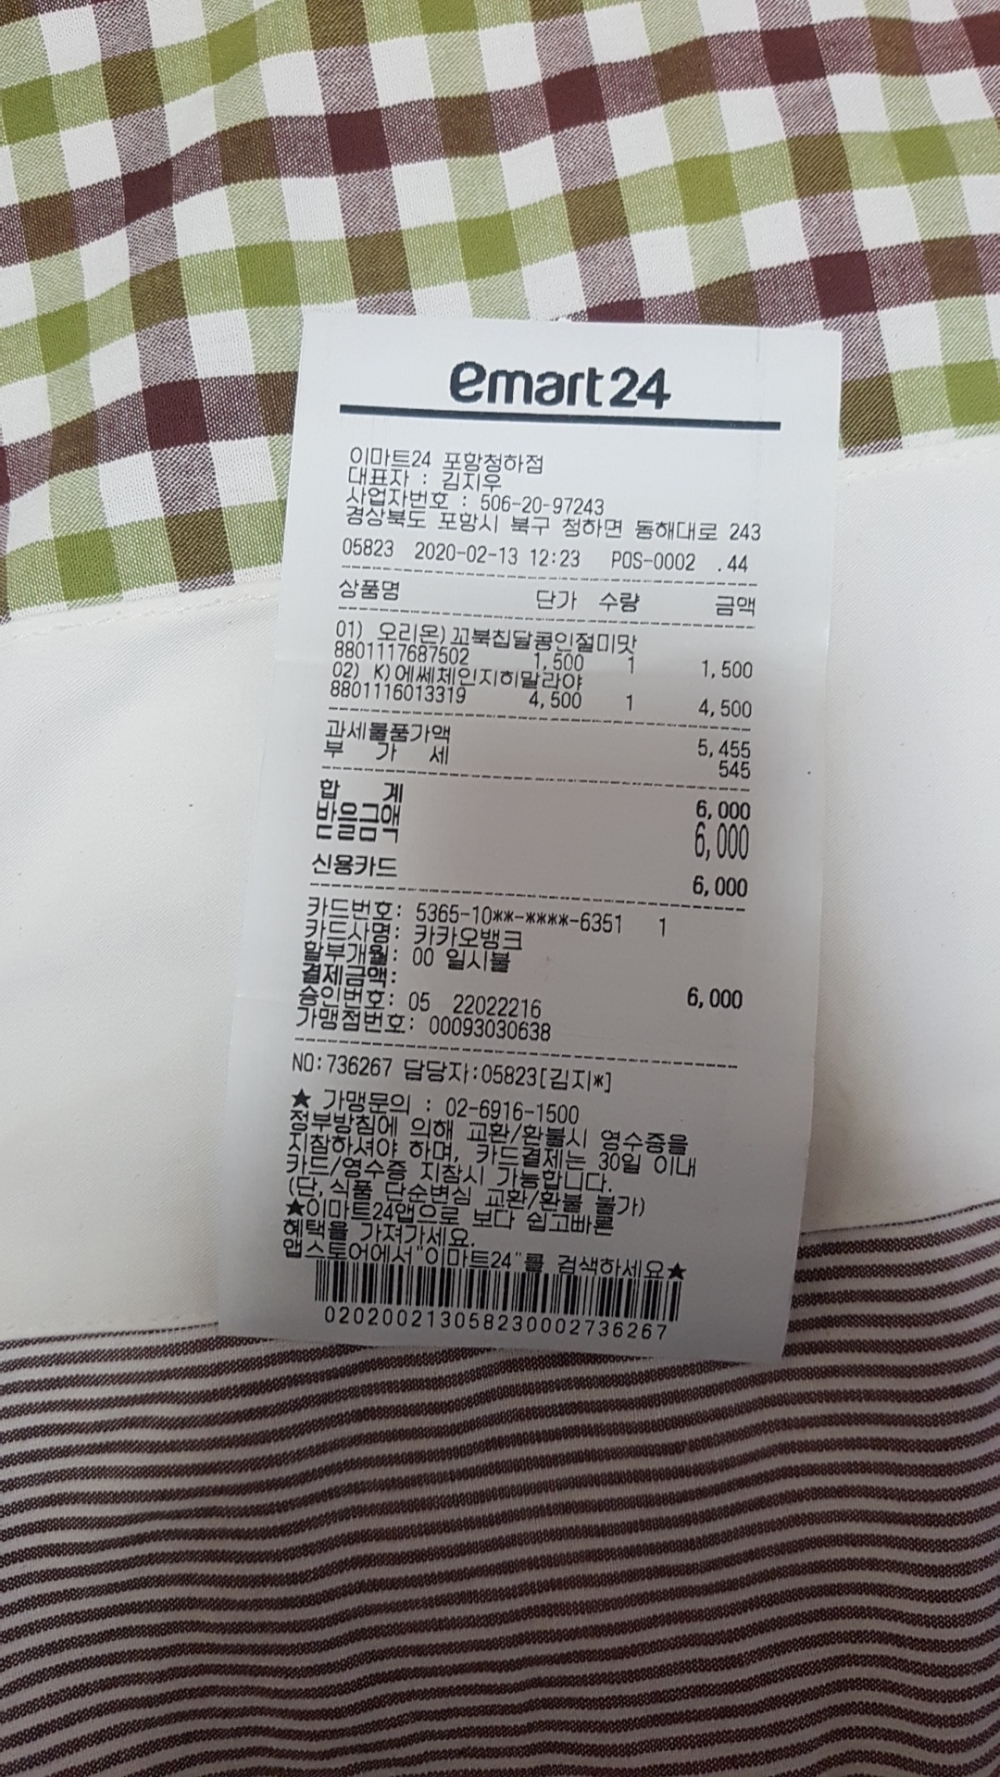 emart24
이마트24 포항청하점
대표자 : 김지우
사업자번호 : 506-20-97243
경상북도 포항시 북구 청하면 동해대로 243
05823 2020-02-13 12:23 POS-0002 .44
상품명 단가 수량 금액
01) 오리온)꼬북칩달콩인절미맛
8801117687502 1,500 1 1,500
02) K)에쎄체인지히말라야
8801116013319 4,500 1 4,500
과세물품가액 5,455
부 가 세 545
합 계 6,000
받을금액 6,000
신용카드 6,000
카드번호: 5365-10**-****-6351 1
카드사명: 카카오뱅크
할부개월: 00 일시불
결제금액: 6,000
승인번호: 05 22022216
가맹점번호: 00093030638
NO:736267 담당자:05823[김지*]
★ 가맹문의 : 02-6916-1500
정부방침에 의해 교환/환불시 영수증을
지참하셔야 하며, 카드결제는 30일 이내
카드/영수증 지참시 가능합니다.
(단, 식품 단순변심 교환/환불 불가)
★이마트24앱으로 보다 쉽고빠른
혜택을 가져가세요.
앱스토어에서"이마트24"를 검색하세요★
020200213058230002736267